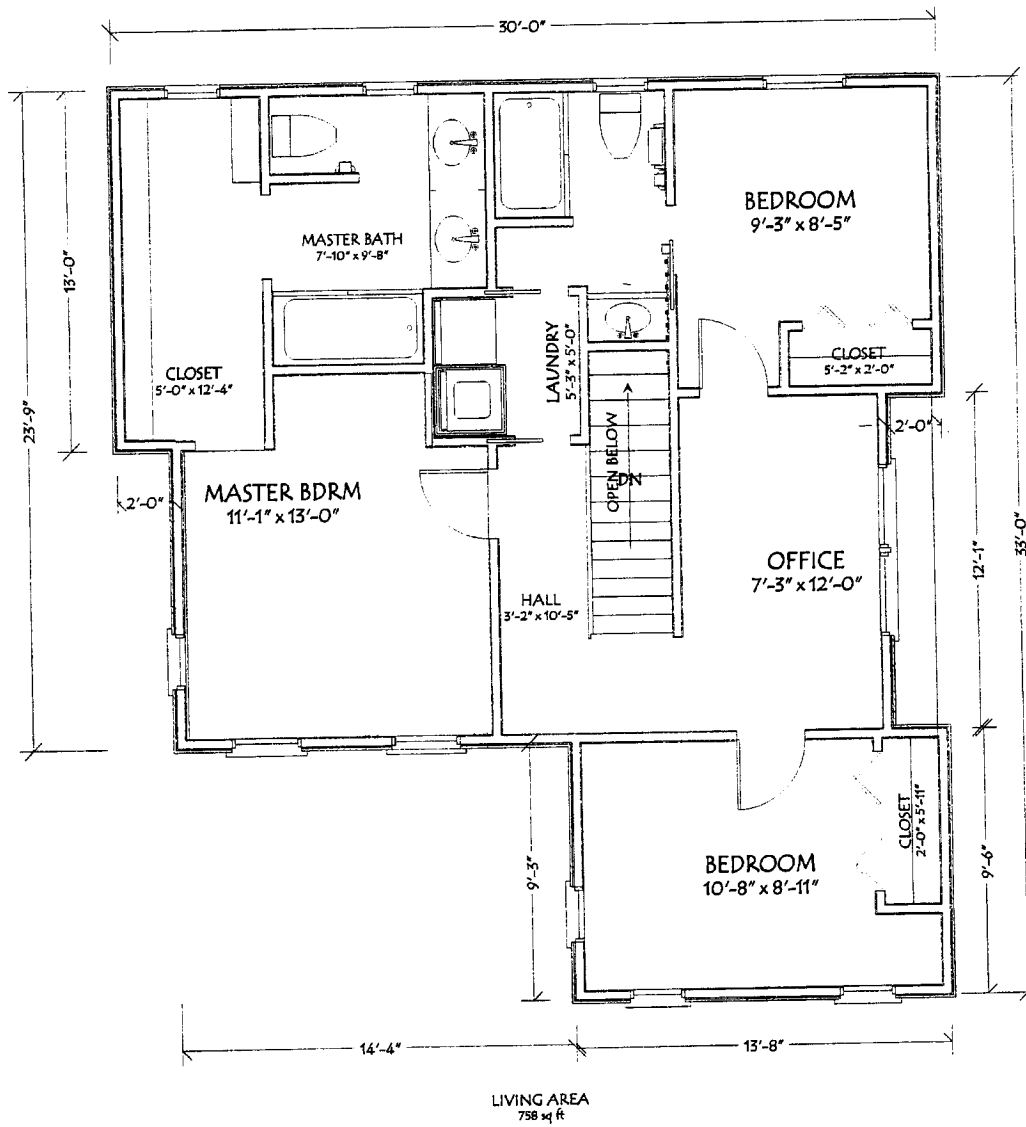 30'-0"
BEDROOM
9'-3" x 8'-5"
MASTER BATH
7'-10" x 9'-8"
13'-0"
23'-9"
CLOSET
5'-0" x 12'-4"
LAUNDRY
5'-3" x 5'-0"
CLOSET
5'-2" x 2'-0"
2'-0"
OPEN BELOW
DN
MASTER BDRM
11'-1" x 13'-0"
2'-0"
OFFICE
7'-3" x 12'-0"
HALL
3'-2" x 10'-5"
12'-1"
33'-0"
BEDROOM
10'-8" x 8'-11"
CLOSET
2'-0" x 5'-11"
9'-3"
9'-6"
14'-4"
13'-8"
LIVING AREA
758 sq ft